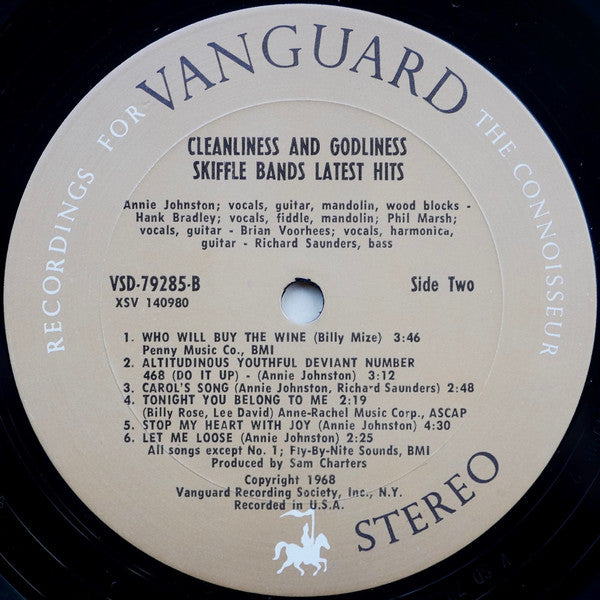 RECORDINGS FOR VANGUARD THE CONNOISSEUR
CLEANLINESS AND GODLINESS
SKIFFLE BANDS LATEST HITS
Annie Johnston; vocals, guitar, mandolin, wood blocks -
Hank Bradley; vocals, fiddle, mandolin; Phil Marsh;
vocals, guitar - Brian Voorhees; vocals, harmonica,
guitar - Richard Saunders, bass
VSD-79285-B
Side Two
XSV 140980
1. WHO WILL BUY THE WINE (Billy Mize) 3:46
Penny Music Co., BMI
2. ALTITUDINOUS YOUTHFUL DEVIANT NUMBER
468 (DO IT UP) - (Annie Johnston) 3:12
3. CAROL'S SONG (Annie Johnston, Richard Saunders) 2:48
4. TONIGHT YOU BELONG TO ME 2:19
(Billy Rose, Lee David) Anne-Rachel Music Corp., ASCAP
5. STOP MY HEART WITH JOY (Annie Johnston) 4:30
6. LET ME LOOSE (Annie Johnston) 2:25
All songs except No. 1; Fly-By-Nite Sounds, BMI
Produced by Sam Charters
Copyright 1968
Vanguard Recording Society, Inc., N.Y.
Recorded in U.S.A.
STEREO